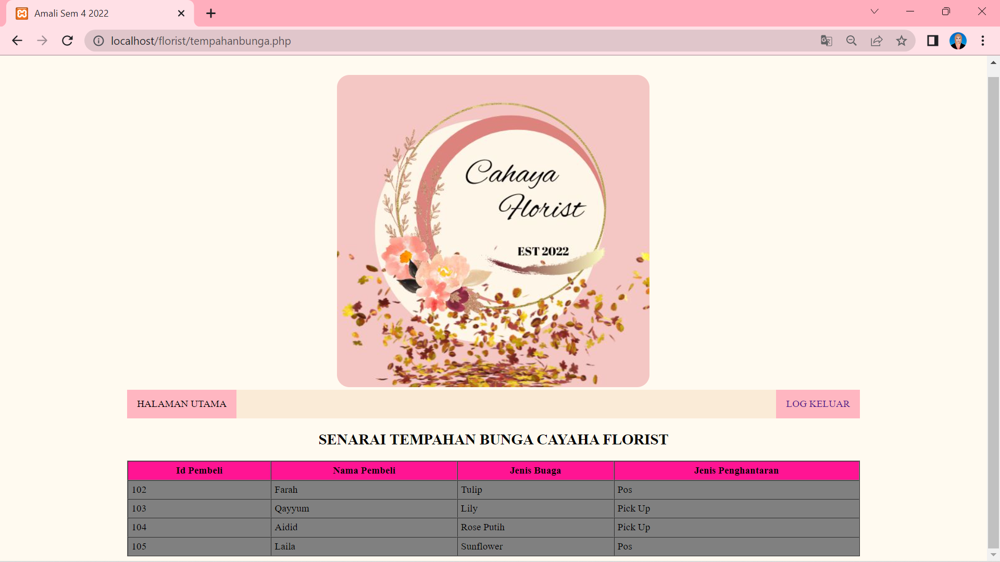 Amali Sem 4 2022
localhost/florist/tempahanbunga.php
Cahaya
Florist
EST 2022
HALAMAN UTAMA LOG KELUAR
SENARAI TEMPAHAN BUNGA CAYAHA FLORIST
Id Pembeli Nama Pembeli Jenis Buaga Jenis Penghantaran
102 Farah Tulip Pos
103 Qayyum Lily Pick Up
104 Aidid Rose Putih Pick Up
105 Laila Sunflower Pos